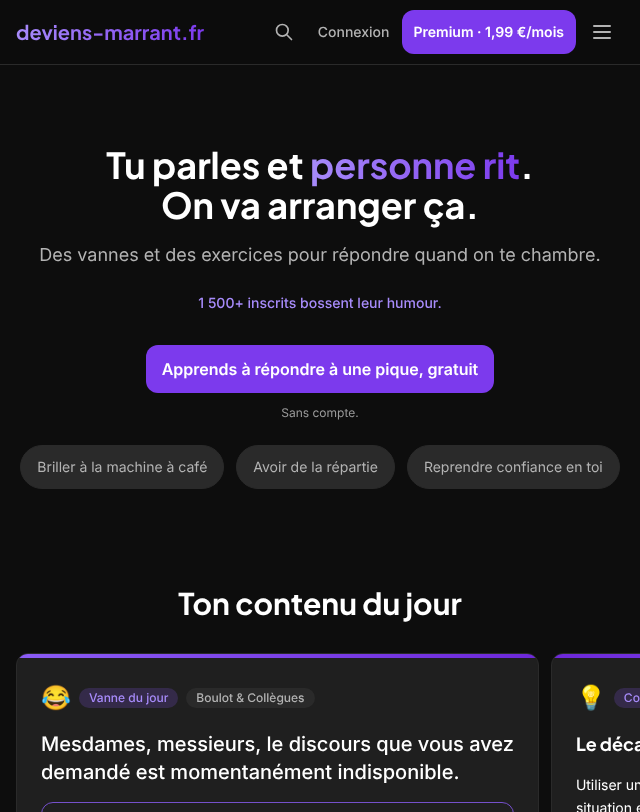 deviens-marrant.fr
Connexion
Premium · 1,99 €/mois
Tu parles et personne rit.
On va arranger ça.
Des vannes et des exercices pour répondre quand on te chambre.
1 500+ inscrits bossent leur humour.
Apprends à répondre à une pique, gratuit
Sans compte.
Briller à la machine à café
Avoir de la répartie
Reprendre confiance en toi
Ton contenu du jour
Vanne du jour
Boulot & Collègues
Mesdames, messieurs, le discours que vous avez
demandé est momentanément indisponible.
Le
Utiliser
situation